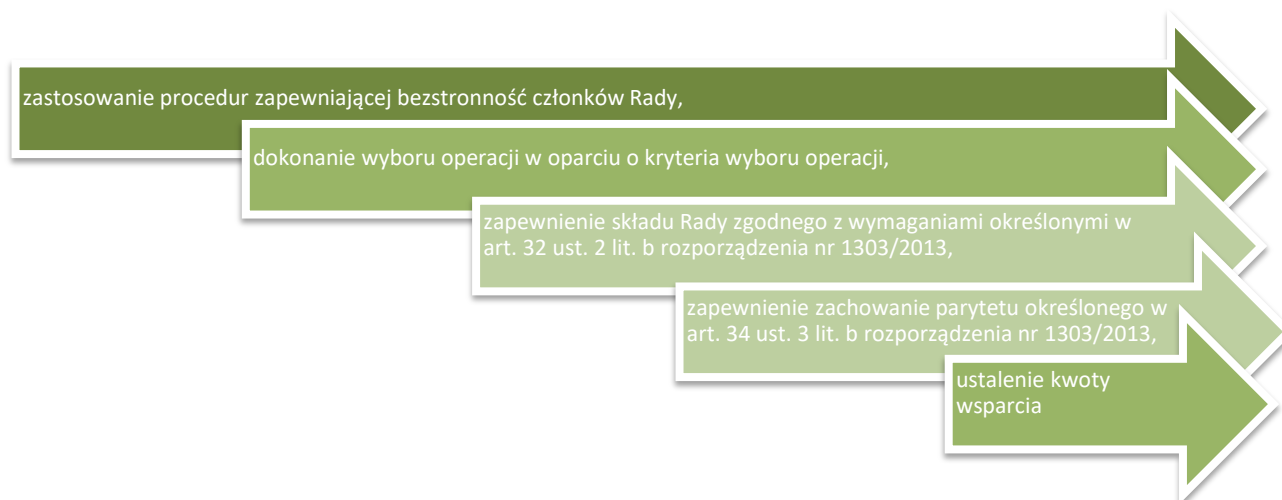 zastosowanie procedur zapewniającej bezstronność członków Rady,
dokonanie wyboru operacji w oparciu o kryteria wyboru operacji,
zapewnienie składu Rady zgodnego z wymaganiami określonymi w
art. 32 ust. 2 lit. b rozporządzenia nr 1303/2013,
zapewnienie zachowanie parytetu określonego w
art. 34 ust. 3 lit. b rozporządzenia nr 1303/2013,
ustalenie kwoty
wsparcia